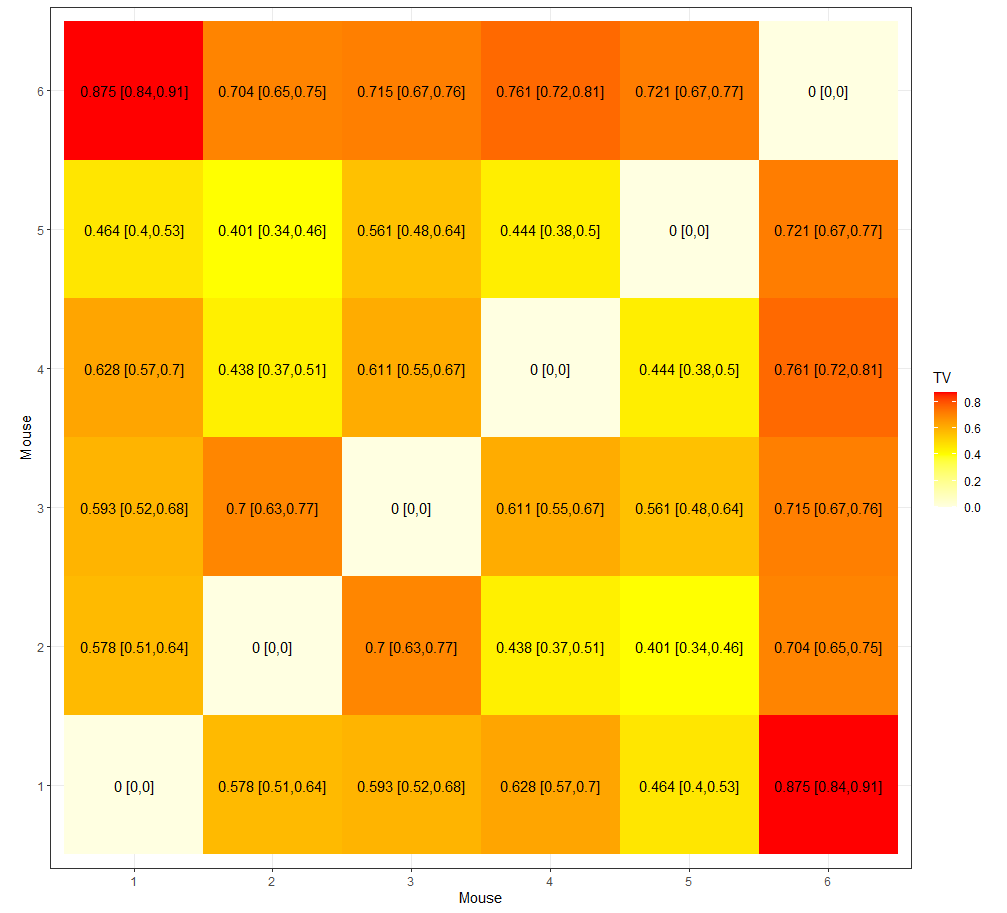 6 0.875 [0.84,0.91] 0.704 [0.65,0.75] 0.715 [0.67,0.76] 0.761 [0.72,0.81] 0.721 [0.67,0.77] 0 [0,0]
5 0.464 [0.4,0.53] 0.401 [0.34,0.46] 0.561 [0.48,0.64] 0.444 [0.38,0.5] 0 [0,0] 0.721 [0.67,0.77]
4 0.628 [0.57,0.7] 0.438 [0.37,0.51] 0.611 [0.55,0.67] 0 [0,0] 0.444 [0.38,0.5] 0.761 [0.72,0.81]
3 0.593 [0.52,0.68] 0.7 [0.63,0.77] 0 [0,0] 0.611 [0.55,0.67] 0.561 [0.48,0.64] 0.715 [0.67,0.76]
2 0.578 [0.51,0.64] 0 [0,0] 0.7 [0.63,0.77] 0.438 [0.37,0.51] 0.401 [0.34,0.46] 0.704 [0.65,0.75]
1 0 [0,0] 0.578 [0.51,0.64] 0.593 [0.52,0.68] 0.628 [0.57,0.7] 0.464 [0.4,0.53] 0.875 [0.84,0.91]
1 2 3 4 5 6
Mouse
Mouse
TV
0.8
0.6
0.4
0.2
0.0